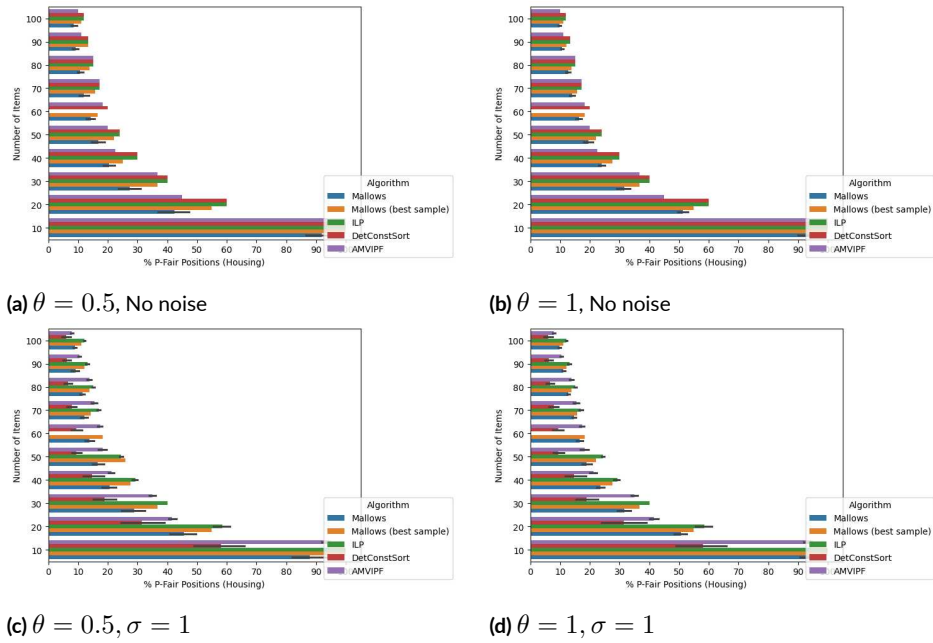 Number of Items
100
90
80
70
60
50
40
30
20
10
0 10 20 30 40 50 60 70 80 90
% P-Fair Positions (Housing)
Algorithm
Mallows
Mallows (best sample)
ILP
DetConstSort
AMVIPF
(a) θ = 0.5, No noise
Number of Items
100
90
80
70
60
50
40
30
20
10
0 10 20 30 40 50 60 70 80 90
% P-Fair Positions (Housing)
Algorithm
Mallows
Mallows (best sample)
ILP
DetConstSort
AMVIPF
(b) θ = 1, No noise
Number of Items
100
90
80
70
60
50
40
30
20
10
0 10 20 30 40 50 60 70 80 90
% P-Fair Positions (Housing)
Algorithm
Mallows
Mallows (best sample)
ILP
DetConstSort
AMVIPF
(c) θ = 0.5, σ = 1
Number of Items
100
90
80
70
60
50
40
30
20
10
0 10 20 30 40 50 60 70 80 90
% P-Fair Positions (Housing)
Algorithm
Mallows
Mallows (best sample)
ILP
DetConstSort
AMVIPF
(d) θ = 1, σ = 1